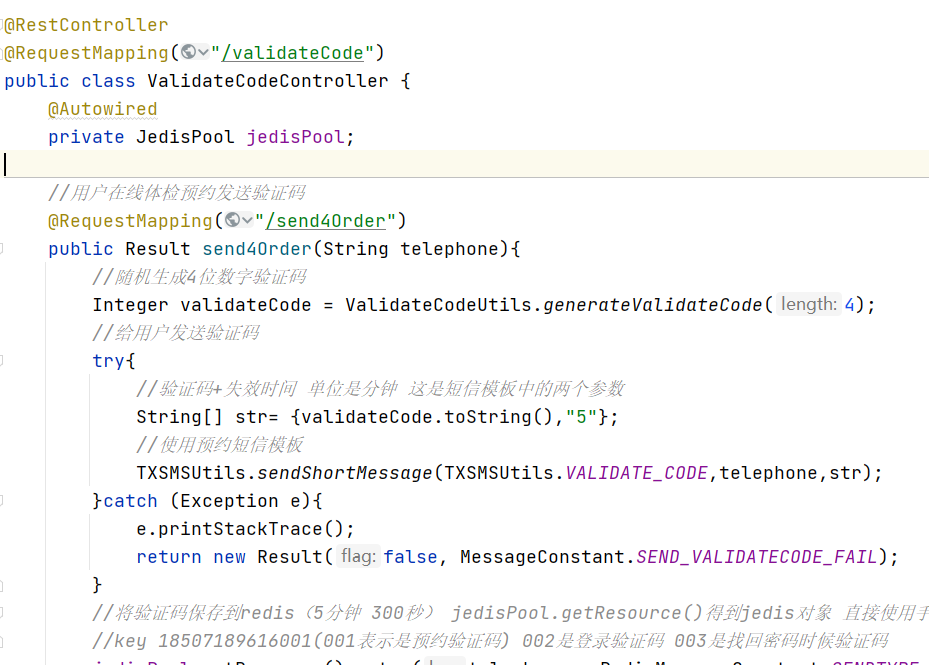 @RestController
@RequestMapping("/validateCode")
public class ValidateCodeController {
@Autowired
private JedisPool jedisPool;
//用户在线体检预约发送验证码
@RequestMapping("/send4Order")
public Result send4Order(String telephone){
//随机生成4位数字验证码
Integer validateCode = ValidateCodeUtils.generateValidateCode( length: 4);
//给用户发送验证码
try{
//验证码+失效时间 单位是分钟 这是短信模板中的两个参数
String[] str= {validateCode.toString(),"5"};
//使用预约短信模板
TXSMSUtils.sendShortMessage(TXSMSUtils.VALIDATE_CODE,telephone,str);
}catch (Exception e){
e.printStackTrace();
return new Result( flag: false, MessageConstant.SEND_VALIDATECODE_FAIL);
}
//将验证码保存到redis（5分钟 300秒） jedisPool.getResource()得到jedis对象 直接使用手
//key 18507189616001(001表示是预约验证码) 002是登录验证码 003是找回密码时候验证码